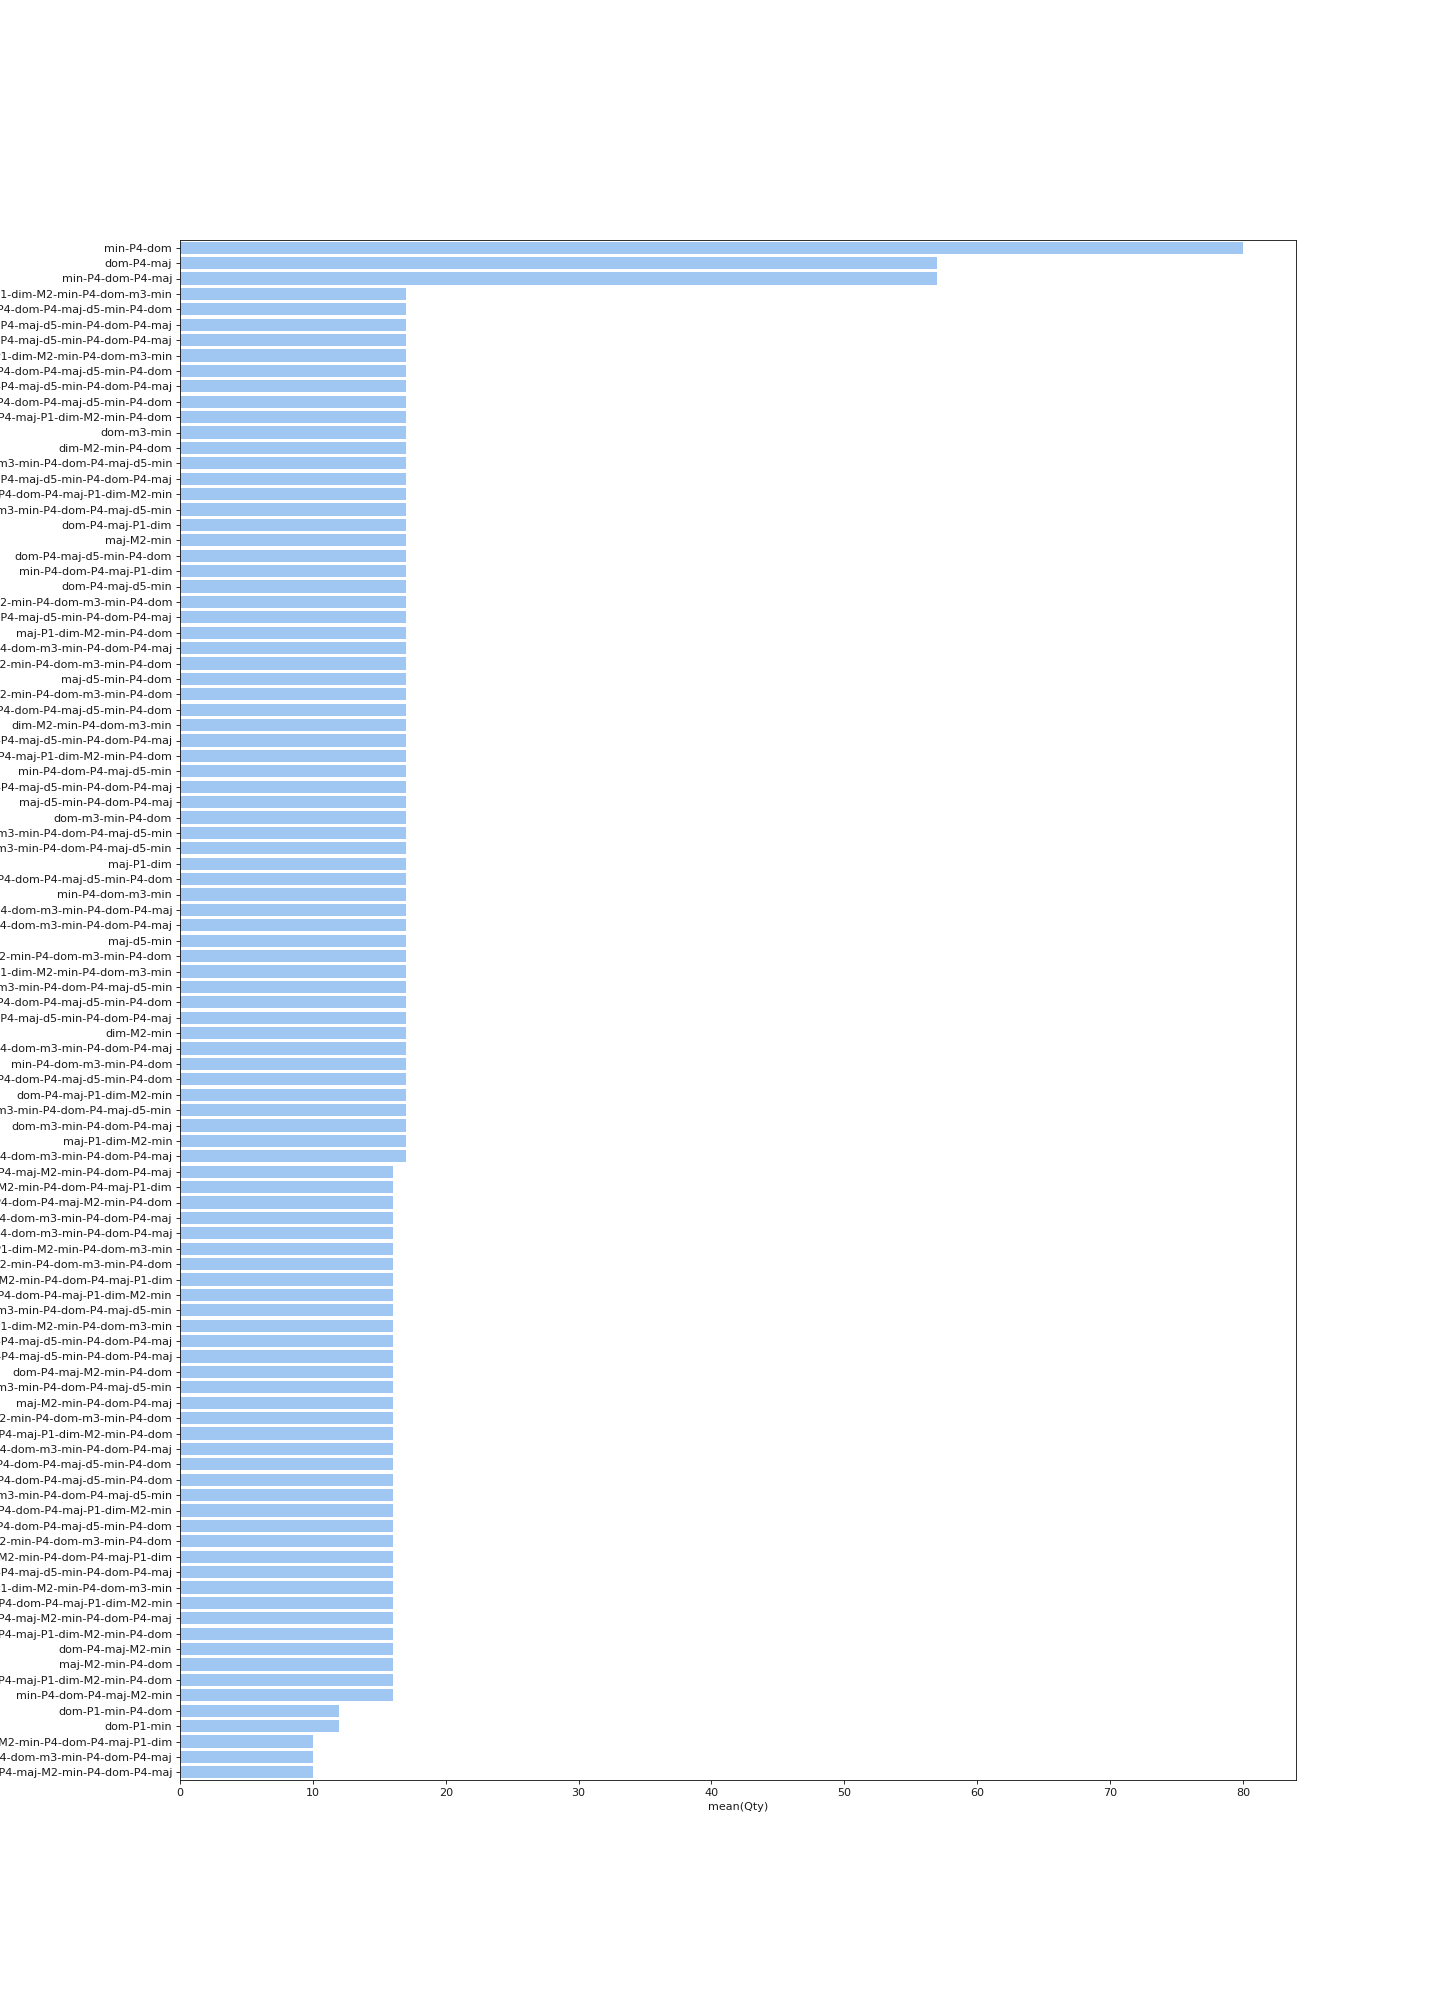 min-P4-dom
dom-P4-maj
min-P4-dom-P4-maj
1-dim-M2-min-P4-dom-m3-min
P4-dom-P4-maj-d5-min-P4-dom
P4-maj-d5-min-P4-dom-P4-maj
P4-maj-d5-min-P4-dom-P4-maj
1-dim-M2-min-P4-dom-m3-min
P4-dom-P4-maj-d5-min-P4-dom
-P4-maj-d5-min-P4-dom-P4-maj
P4-dom-P4-maj-d5-min-P4-dom
P4-maj-P1-dim-M2-min-P4-dom
dom-m3-min
dim-M2-min-P4-dom
m3-min-P4-dom-P4-maj-d5-min
P4-maj-d5-min-P4-dom-P4-maj
P4-dom-P4-maj-P1-dim-M2-min
m3-min-P4-dom-P4-maj-d5-min
dom-P4-maj-P1-dim
maj-M2-min
dom-P4-maj-d5-min-P4-dom
min-P4-dom-P4-maj-P1-dim
dom-P4-maj-d5-min
2-min-P4-dom-m3-min-P4-dom
P4-maj-d5-min-P4-dom-P4-maj
maj-P1-dim-M2-min-P4-dom
4-dom-m3-min-P4-dom-P4-maj
2-min-P4-dom-m3-min-P4-dom
maj-d5-min-P4-dom
2-min-P4-dom-m3-min-P4-dom
P4-dom-P4-maj-d5-min-P4-dom
dim-M2-min-P4-dom-m3-min
-P4-maj-d5-min-P4-dom-P4-maj
P4-maj-P1-dim-M2-min-P4-dom
min-P4-dom-P4-maj-d5-min
-P4-maj-d5-min-P4-dom-P4-maj
maj-d5-min-P4-dom-P4-maj
dom-m3-min-P4-dom
m3-min-P4-dom-P4-maj-d5-min
m3-min-P4-dom-P4-maj-d5-min
maj-P1-dim
P4-dom-P4-maj-d5-min-P4-dom
min-P4-dom-m3-min
4-dom-m3-min-P4-dom-P4-maj
4-dom-m3-min-P4-dom-P4-maj
maj-d5-min
2-min-P4-dom-m3-min-P4-dom
1-dim-M2-min-P4-dom-m3-min
m3-min-P4-dom-P4-maj-d5-min
P4-dom-P4-maj-d5-min-P4-dom
P4-maj-d5-min-P4-dom-P4-maj
dim-M2-min
4-dom-m3-min-P4-dom-P4-maj
min-P4-dom-m3-min-P4-dom
P4-dom-P4-maj-d5-min-P4-dom
dom-P4-maj-P1-dim-M2-min
m3-min-P4-dom-P4-maj-d5-min
dom-m3-min-P4-dom-P4-maj
maj-P1-dim-M2-min
4-dom-m3-min-P4-dom-P4-maj
P4-maj-M2-min-P4-dom-P4-maj
M2-min-P4-dom-P4-maj-P1-dim
4-dom-P4-maj-M2-min-P4-dom
4-dom-m3-min-P4-dom-P4-maj
4-dom-m3-min-P4-dom-P4-maj
1-dim-M2-min-P4-dom-m3-min
2-min-P4-dom-m3-min-P4-dom
M2-min-P4-dom-P4-maj-P1-dim
P4-dom-P4-maj-P1-dim-M2-min
m3-min-P4-dom-P4-maj-d5-min
1-dim-M2-min-P4-dom-m3-min
-P4-maj-d5-min-P4-dom-P4-maj
-P4-maj-d5-min-P4-dom-P4-maj
dom-P4-maj-M2-min-P4-dom
m3-min-P4-dom-P4-maj-d5-min
maj-M2-min-P4-dom-P4-maj
2-min-P4-dom-m3-min-P4-dom
P4-maj-P1-dim-M2-min-P4-dom
4-dom-m3-min-P4-dom-P4-maj
P4-dom-P4-maj-d5-min-P4-dom
P4-dom-P4-maj-d5-min-P4-dom
m3-min-P4-dom-P4-maj-d5-min
P4-dom-P4-maj-P1-dim-M2-min
P4-dom-P4-maj-d5-min-P4-dom
2-min-P4-dom-m3-min-P4-dom
M2-min-P4-dom-P4-maj-P1-dim
-P4-maj-d5-min-P4-dom-P4-maj
1-dim-M2-min-P4-dom-m3-min
P4-dom-P4-maj-P1-dim-M2-min
P4-maj-M2-min-P4-dom-P4-maj
P4-maj-P1-dim-M2-min-P4-dom
dom-P4-maj-M2-min
maj-M2-min-P4-dom
P4-maj-P1-dim-M2-min-P4-dom
min-P4-dom-P4-maj-M2-min
dom-P1-min-P4-dom
dom-P1-min
M2-min-P4-dom-P4-maj-P1-dim
4-dom-m3-min-P4-dom-P4-maj
P4-maj-M2-min-P4-dom-P4-maj
0 10 20 30 40 50 60 70 80
mean(Qty)